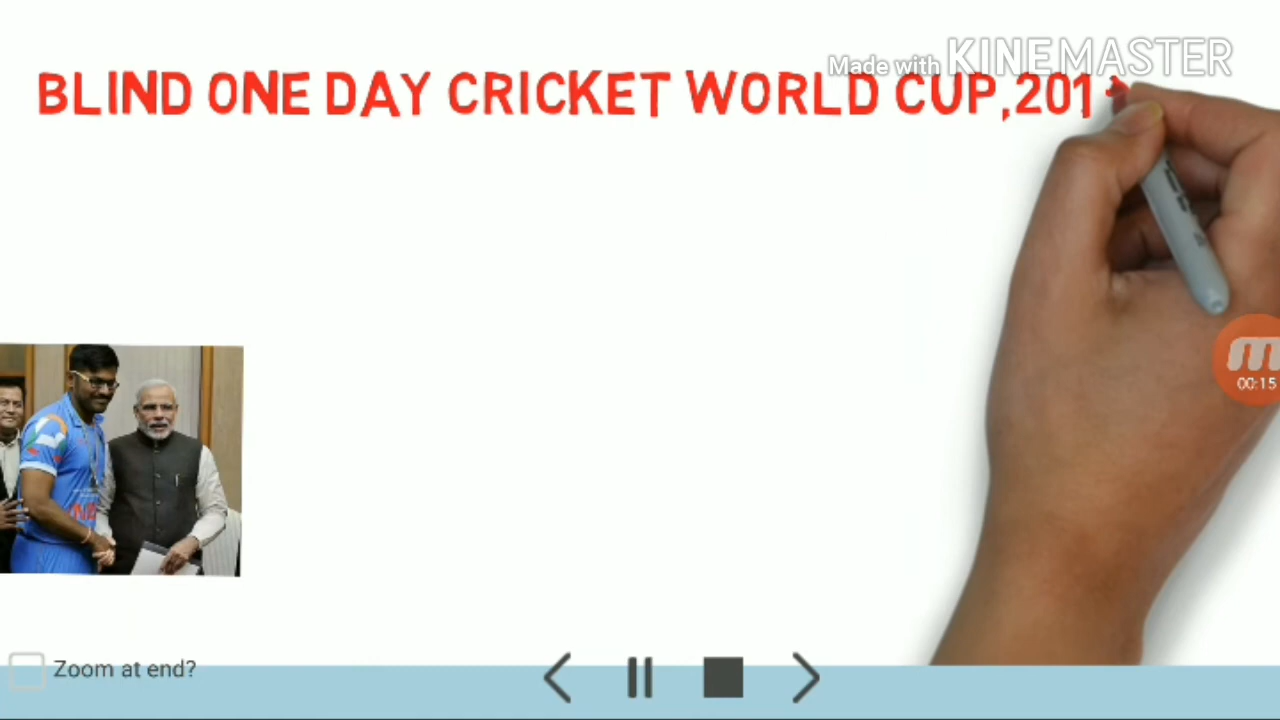 Made with KINEMASTER
BLIND ONE DAY CRICKET WORLD CUP,201
00:15
Zoom at end?